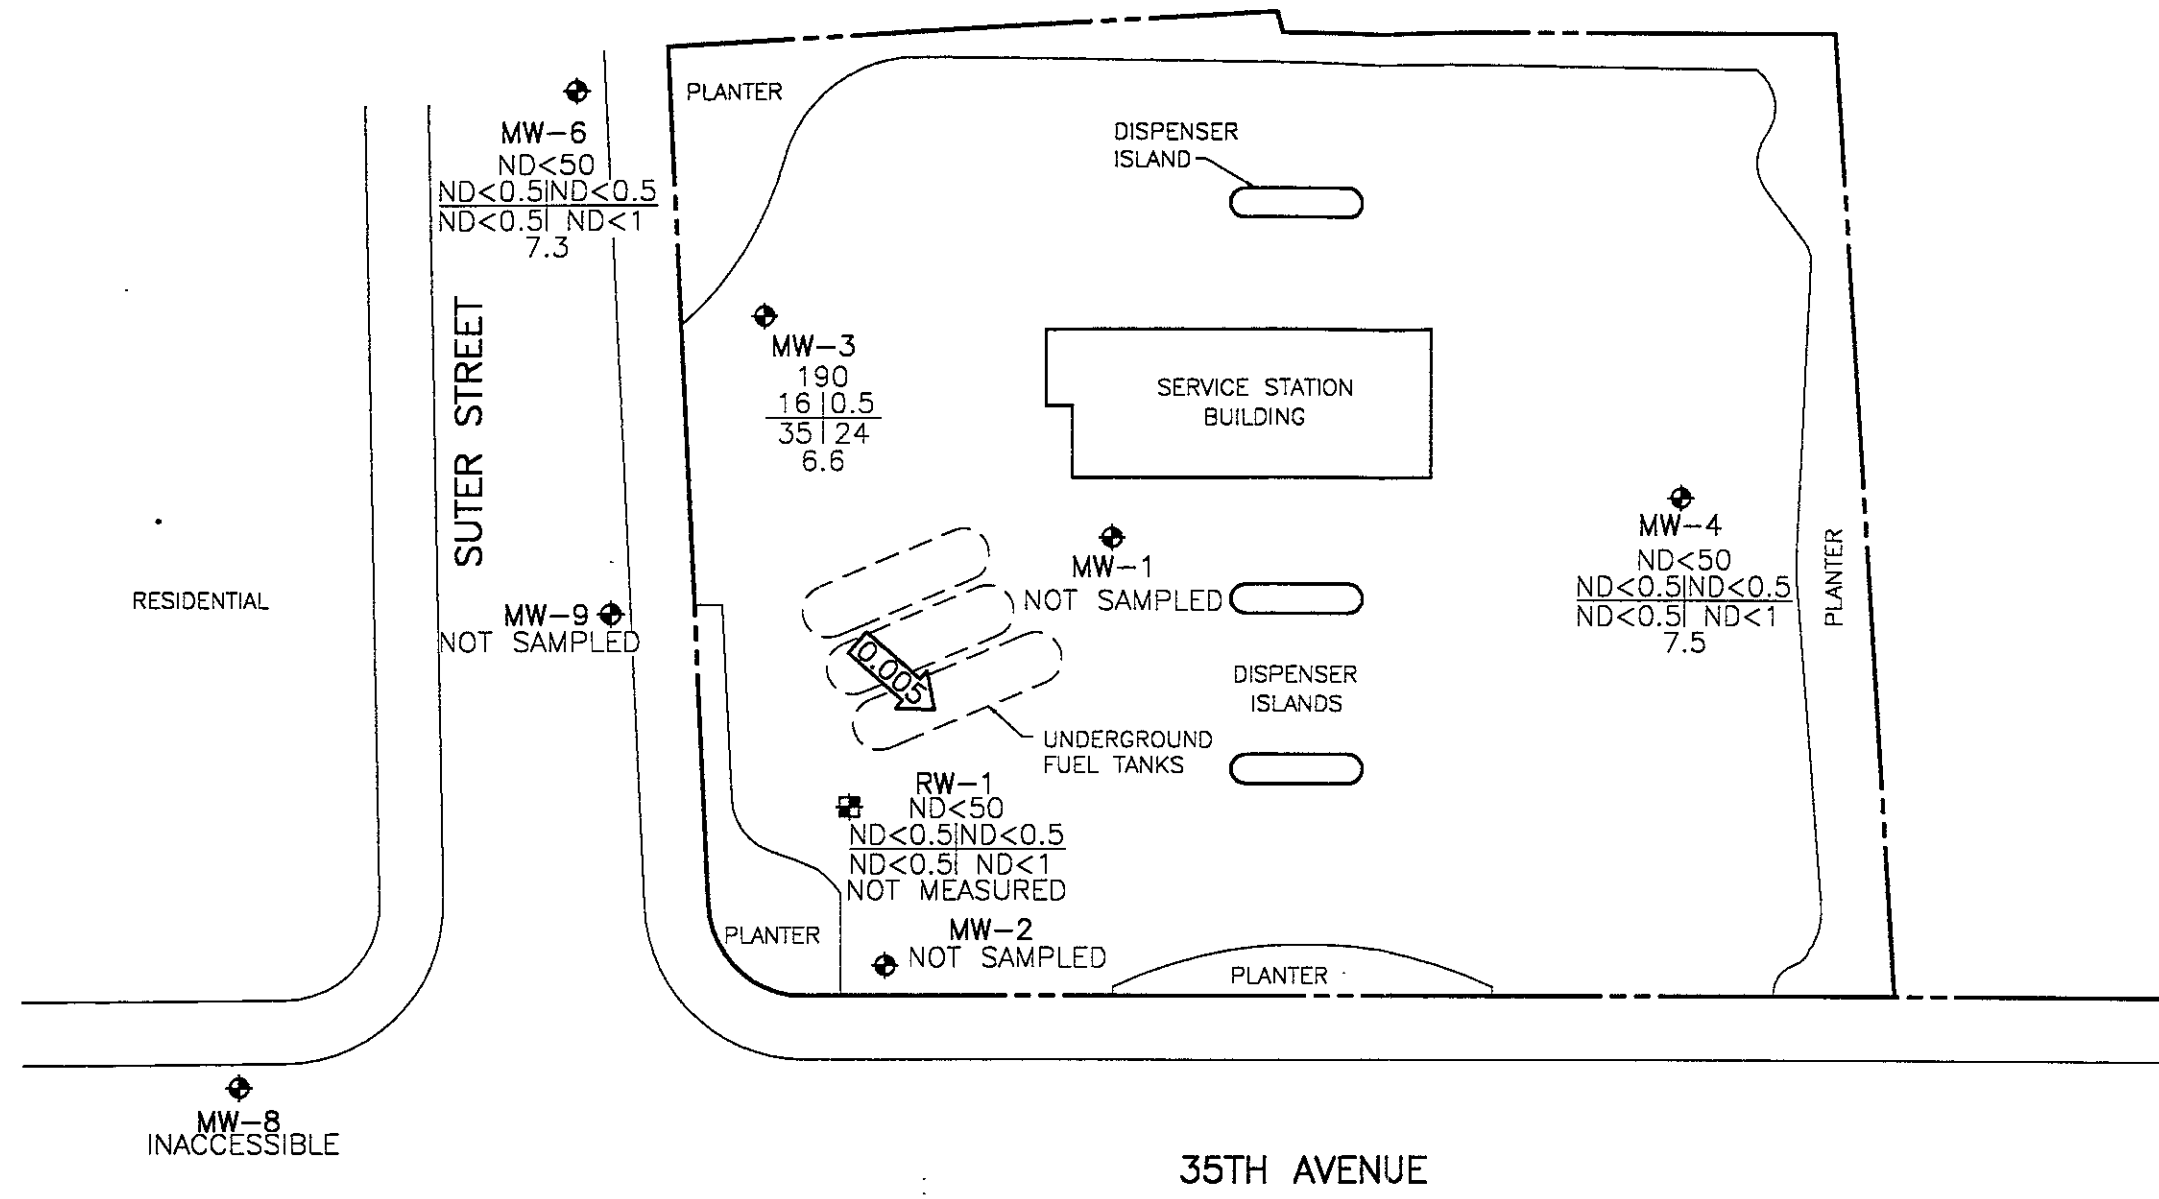 PLANTER
MW-6
ND<50
ND<0.5|ND<0.5
ND<0.5| ND<1
7.3
DISPENSER
ISLAND
SUTER STREET
MW-3
190
16|0.5
35|24
6.6
SERVICE STATION
BUILDING
MW-4
ND<50
ND<0.5|ND<0.5
ND<0.5| ND<1
7.5
PLANTER
MW-1
NOT SAMPLED
RESIDENTIAL
MW-9
NOT SAMPLED
0.005
DISPENSER
ISLANDS
UNDERGROUND
FUEL TANKS
RW-1
ND<50
ND<0.5|ND<0.5
ND<0.5| ND<1
NOT MEASURED
PLANTER
MW-2
NOT SAMPLED
PLANTER
MW-8
INACCESSIBLE
35TH AVENUE